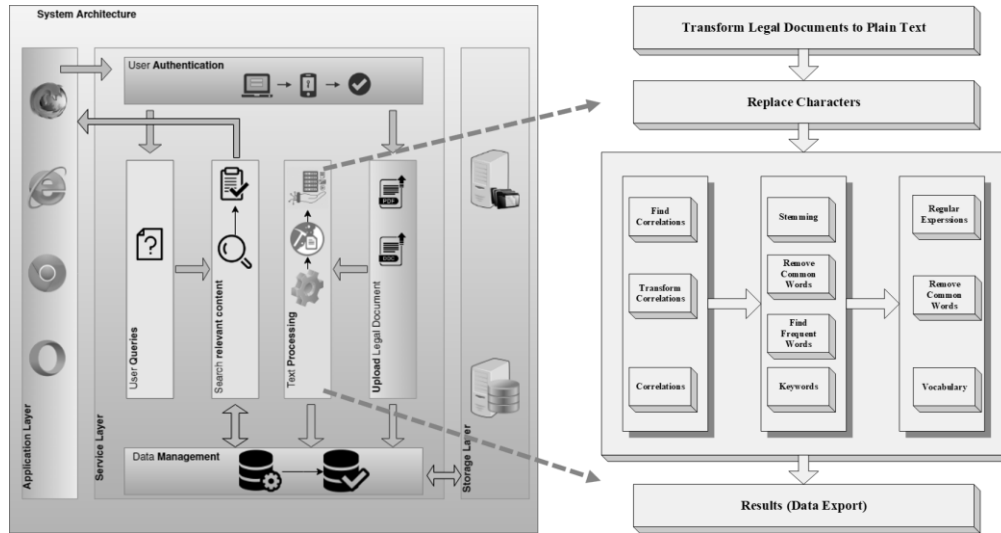 System Architecture
User Authentication
User Queries
Search relevant content
Text Processing
Upload Legal Document
PDF
DOC
Data Management
Application Layer
Service Layer
Storage Layer
Transform Legal Documents to Plain Text
Replace Characters
Find
Correlations
Transform
Correlations
Correlations
Stemming
Remove
Common
Words
Find
Frequent
Words
Keywords
Regular
Experssions
Remove
Common
Words
Vocabulary
Results (Data Export)